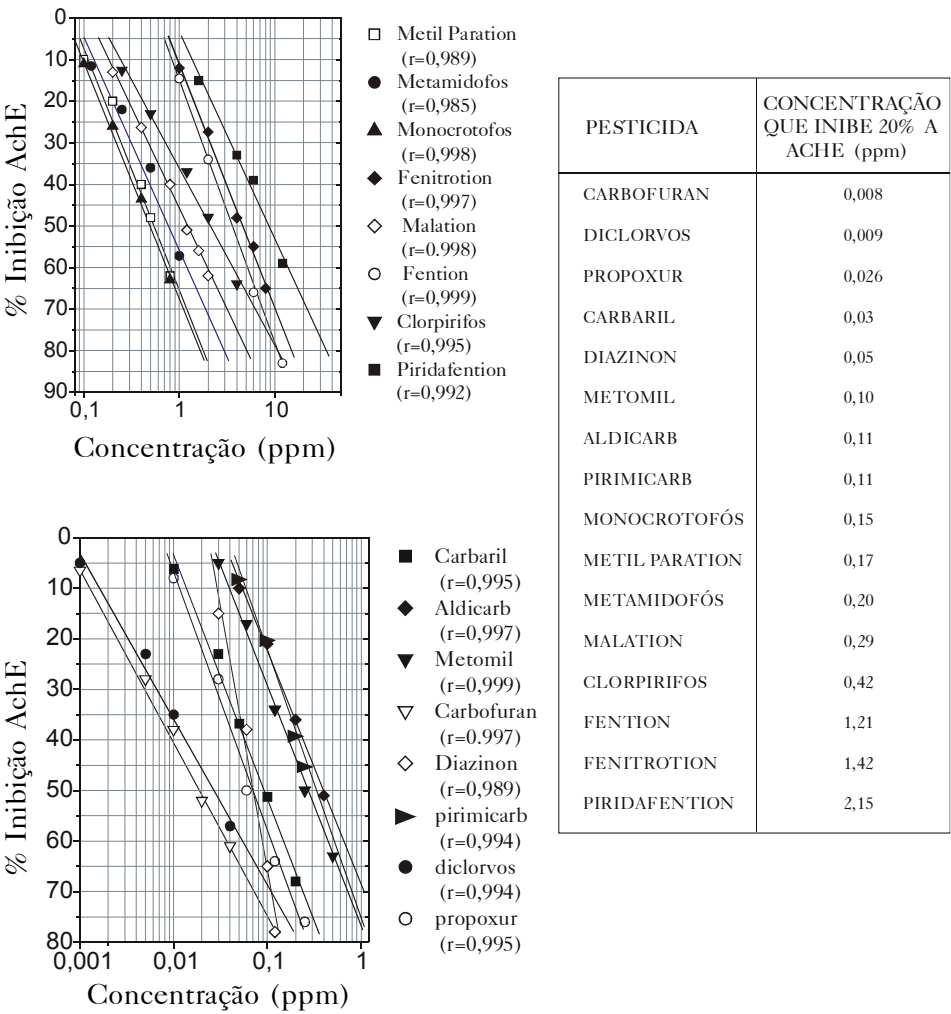 % Inibição AchE
0
10
20
30
40
50
60
70
80
90
0,1
1
10
Concentração (ppm)
Metil Paration
(r=0,989)
Metamidofos
(r=0,985)
Monocrotofos
(r=0,998)
Fenitrotion
(r=0,997)
Malation
(r=0.998)
Fention
(r=0,999)
Clorpirifos
(r=0,995)
Piridafention
(r=0,992)
% Inibição AchE
0
10
20
30
40
50
60
70
80
0,001
0,01
0,1
1
Concentração (ppm)
Carbaril
(r=0,995)
Aldicarb
(r=0,997)
Metomil
(r=0,999)
Carbofuran
(r=0.997)
Diazinon
(r=0,989)
pirimicarb
(r=0,994)
diclorvos
(r=0,994)
propoxur
(r=0,995)
PESTICIDA
CONCENTRAÇÃO
QUE INIBE 20% A
ACHE (ppm)
CARBOFURAN 0,008
DICLORVOS 0,009
PROPOXUR 0,026
CARBARIL 0,03
DIAZINON 0,05
METOMIL 0,10
ALDICARB 0,11
PIRIMICARB 0,11
MONOCROTOFÓS 0,15
METIL PARATION 0,17
METAMIDOFÓS 0,20
MALATION 0,29
CLORPIRIFOS 0,42
FENTION 1,21
FENITROTION 1,42
PIRIDAFENTION 2,15